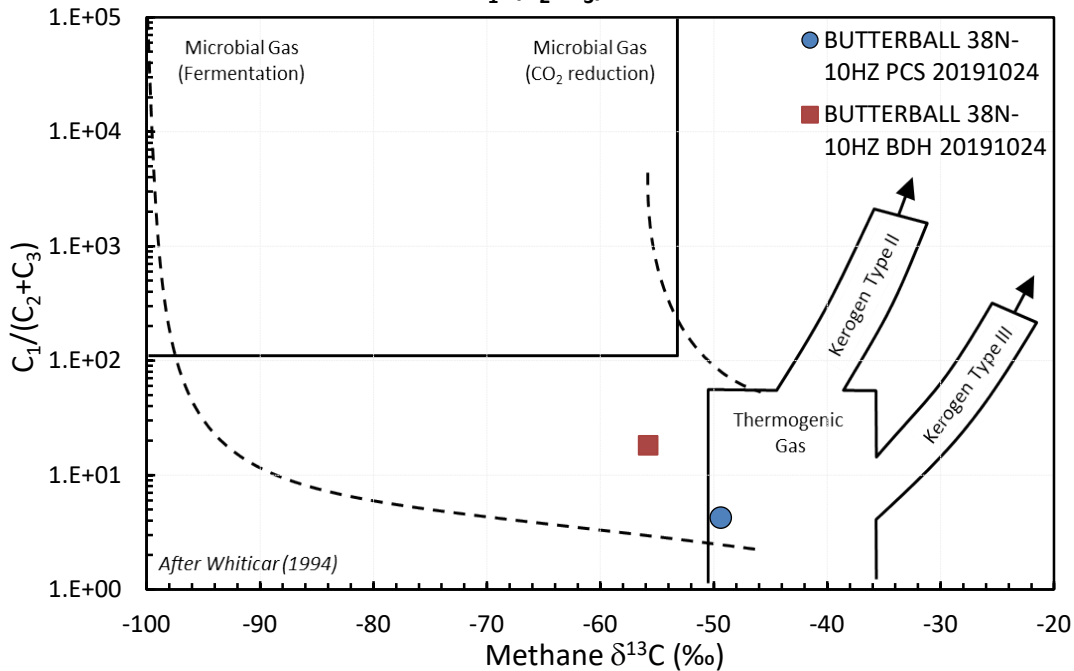 1.E+05
1.E+04
1.E+03
1.E+02
1.E+01
1.E+00
C₁/(C₂+C₃)
Microbial Gas
(Fermentation)
Microbial Gas
(CO₂ reduction)
BUTTERBALL 38N-
10HZ PCS 20191024
BUTTERBALL 38N-
10HZ BDH 20191024
Kerogen Type II
Kerogen Type III
Thermogenic
Gas
After Whiticar (1994)
-100
-90
-80
-70
-60
-50
-40
-30
-20
Methane δ¹³C (‰)